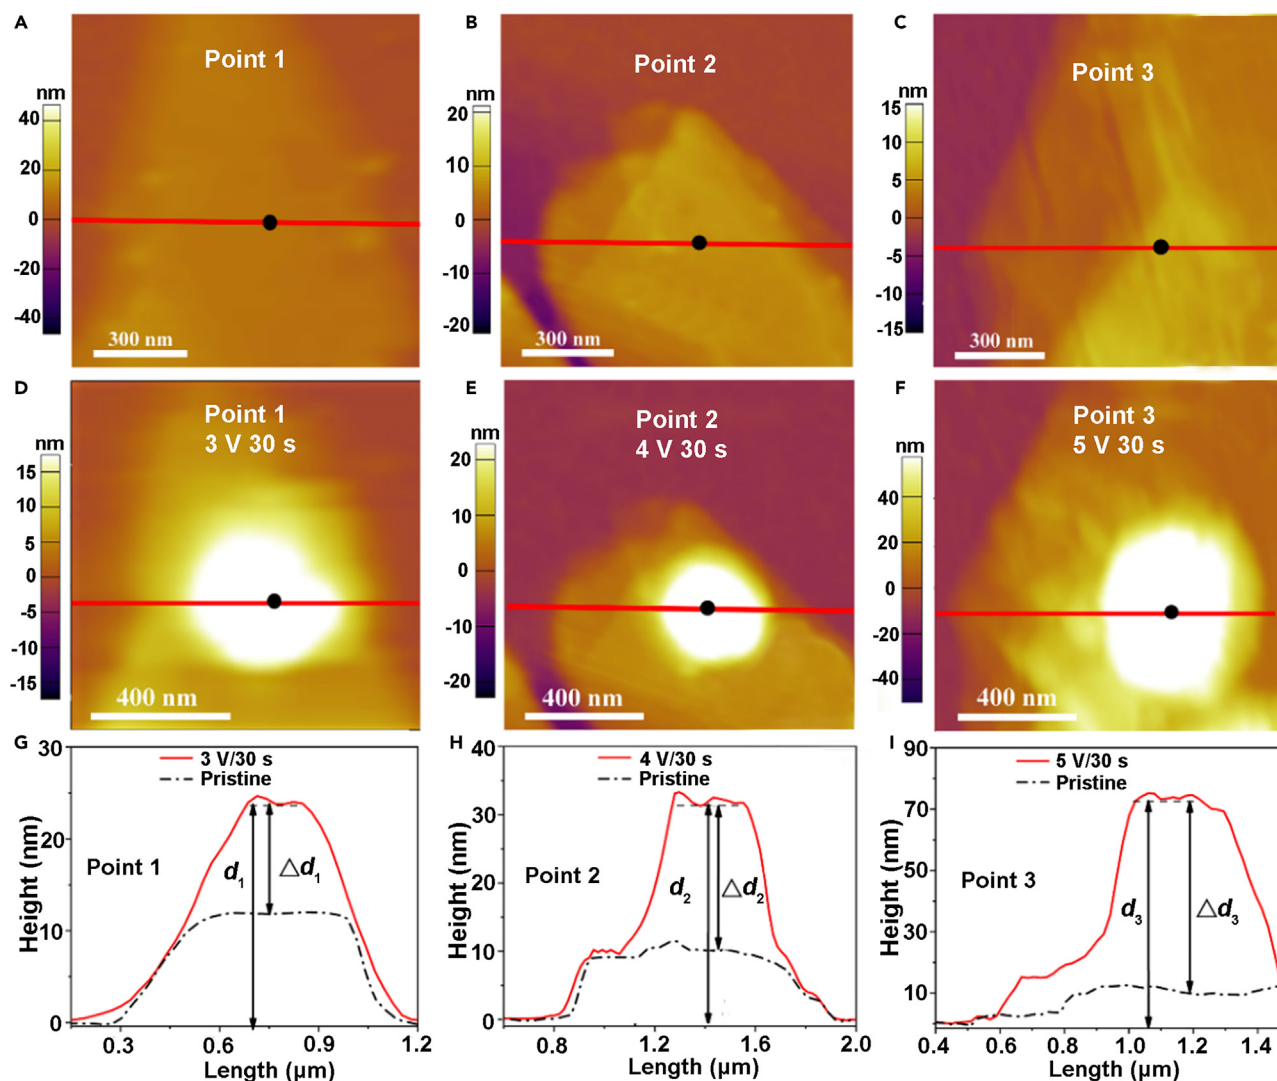 A
Point 1
nm
40
20
0
-20
-40
300 nm
B
Point 2
nm
20
10
0
-10
-20
300 nm
C
Point 3
nm
15
10
5
0
-5
-10
-15
300 nm
D
Point 1
3 V 30 s
nm
15
10
5
0
-5
-10
-15
400 nm
E
Point 2
4 V 30 s
nm
20
10
0
-10
-20
400 nm
F
Point 3
5 V 30 s
nm
40
20
0
-20
-40
400 nm
G
3 V/30 s
Pristine
Point 1
d1
△d1
Height (nm)
30
20
10
0
0.3
0.6
0.9
1.2
Length (μm)
H
4 V/30 s
Pristine
Point 2
d2
△d2
Height (nm)
40
30
20
10
0
0.8
1.2
1.6
2.0
Length (μm)
I
5 V/30 s
Pristine
Point 3
d3
△d3
Height (nm)
90
70
50
30
10
0.4
0.6
0.8
1.0
1.2
1.4
Length (μm)